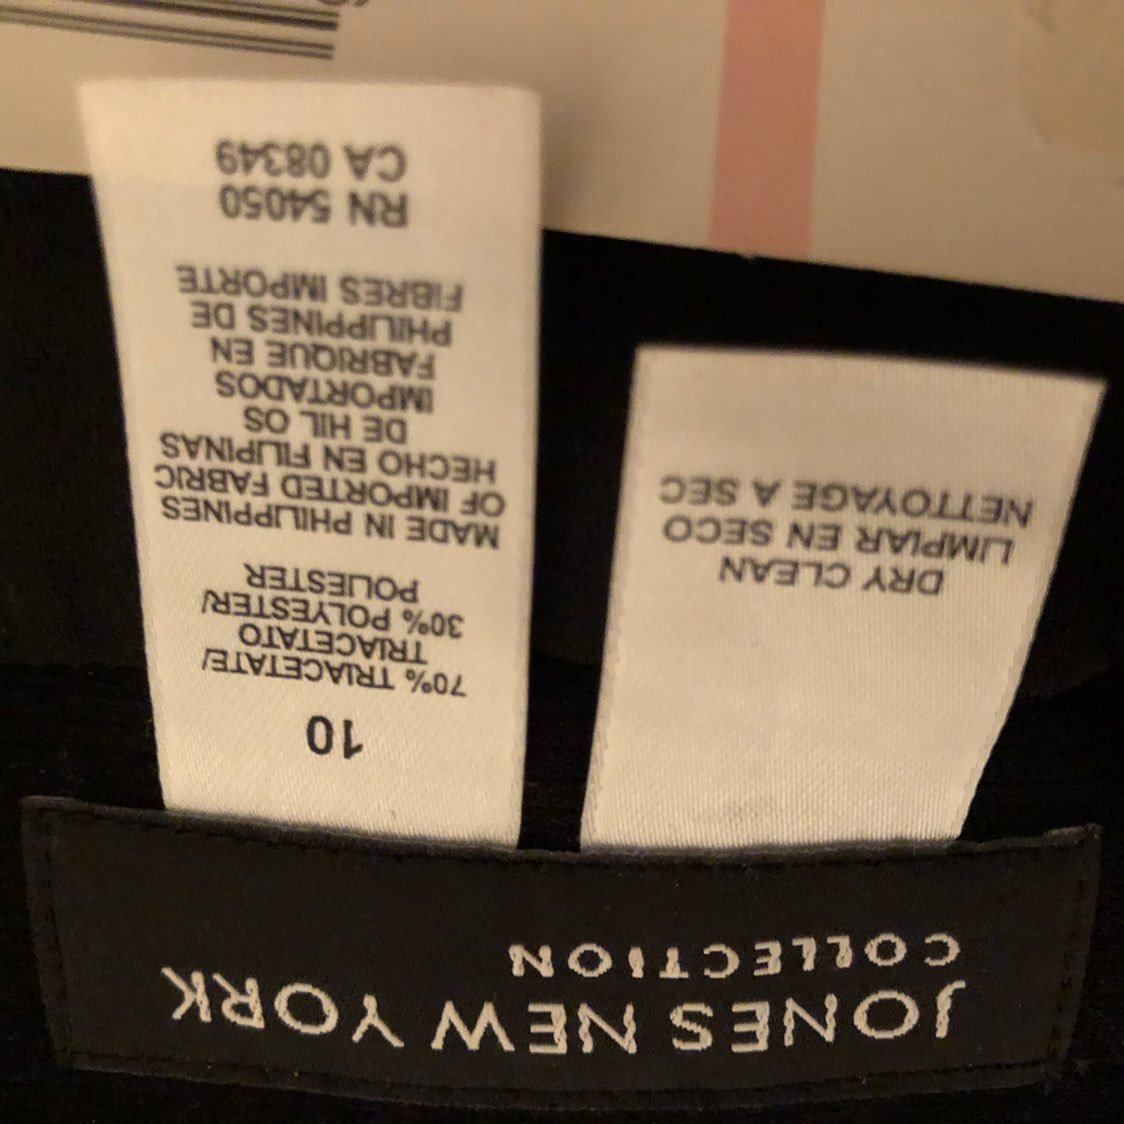 JONES NEW YORK
COLLECTION
10
70% TRIACETATE/
TRIACETATO
30% POLYESTER/
POLIESTER
MADE IN PHILIPPINES
OF IMPORTED FABRIC
HECHO EN FILIPINAS
DE HIL OS
IMPORTADOS
FABRIQUE EN
PHILIPPINES DE
FIBRES IMPORTE
RN 54050
CA 08349
DRY CLEAN
LIMPIAR EN SECO
NETTOYAGE A SEC